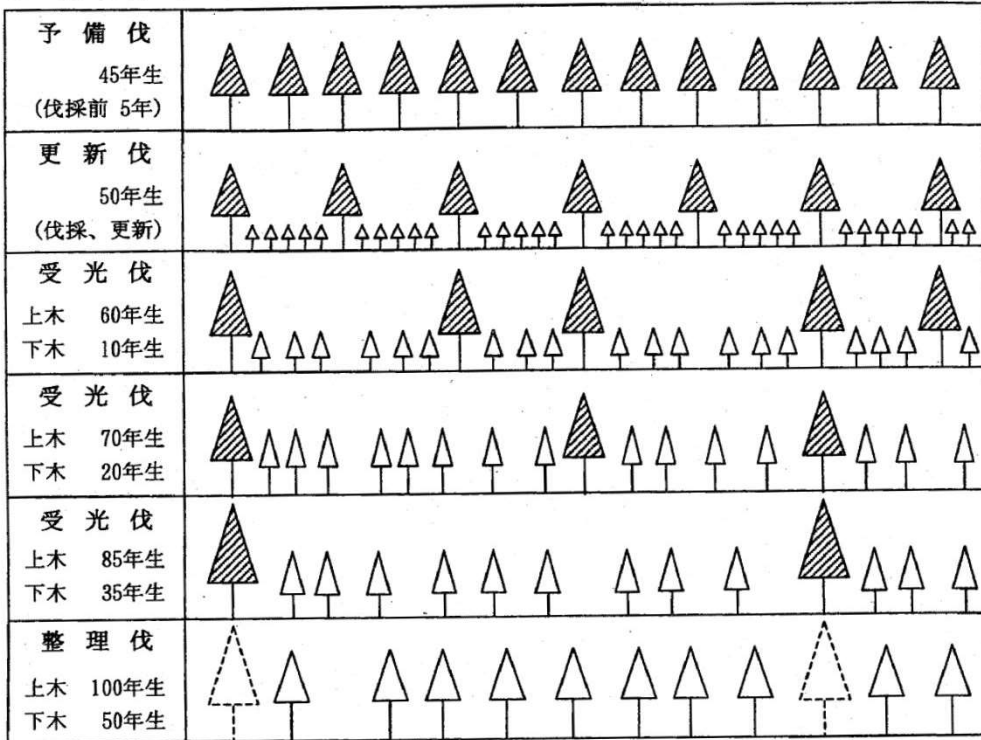 予 備 伐
45年生
(伐採前 5年)
更 新 伐
50年生
(伐採、更新)
受 光 伐
上木 60年生
下木 10年生
受 光 伐
上木 70年生
下木 20年生
受 光 伐
上木 85年生
下木 35年生
整 理 伐
上木 100年生
下木 50年生